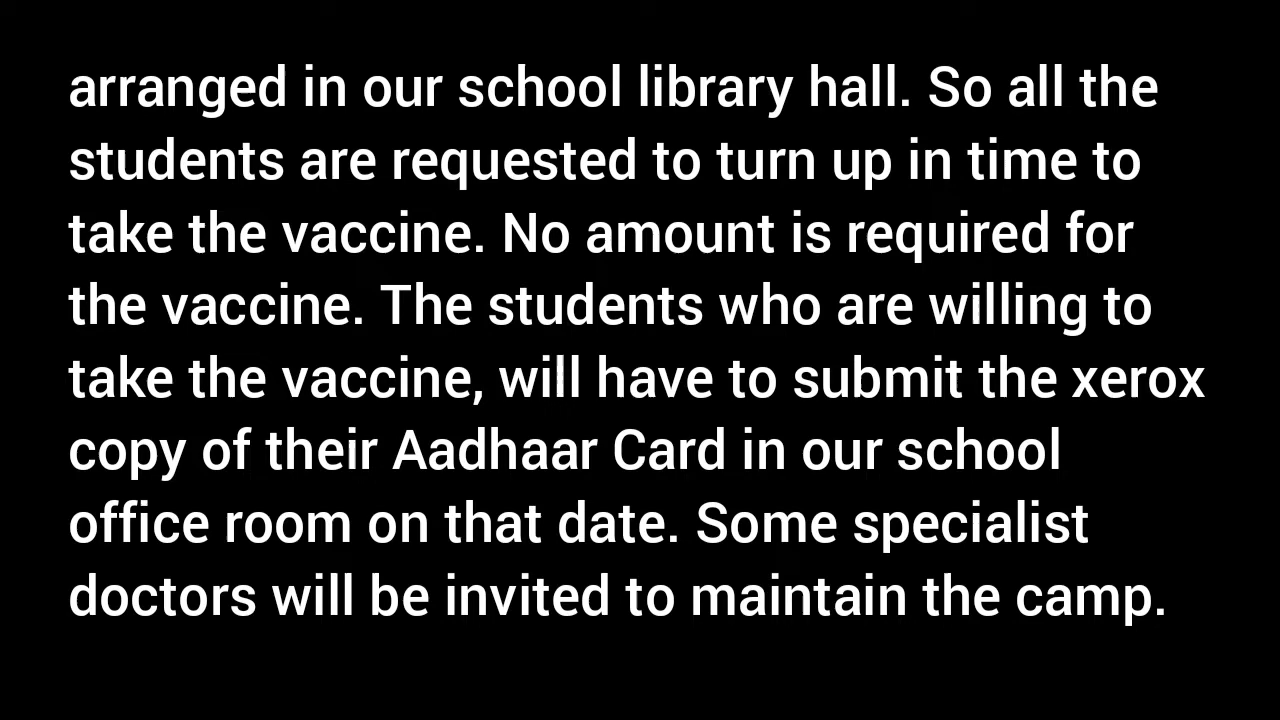 arranged in our school library hall. So all the
students are requested to turn up in time to
take the vaccine. No amount is required for
the vaccine. The students who are willing to
take the vaccine, will have to submit the xerox
copy of their Aadhaar Card in our school
office room on that date. Some specialist
doctors will be invited to maintain the camp.